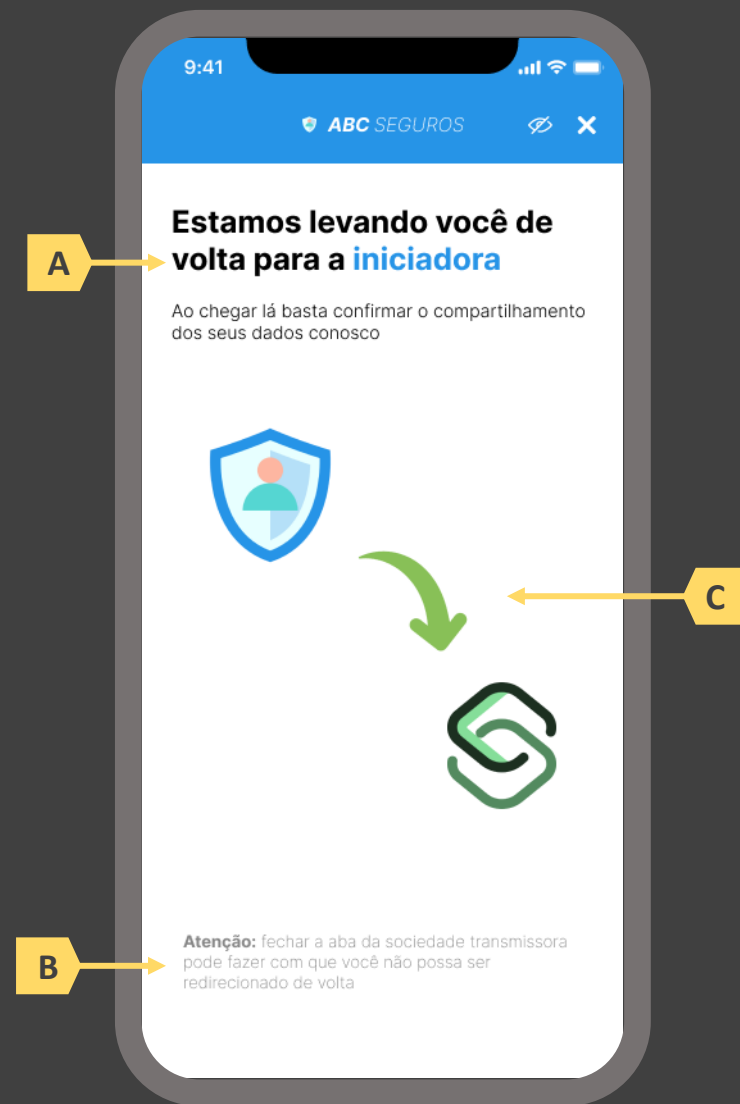 9:41
ABC SEGUROS
Estamos levando você de
volta para a iniciadora
A
Ao chegar lá basta confirmar o compartilhamento
dos seus dados conosco
C
Atenção: fechar a aba da sociedade transmissora
pode fazer com que você não possa ser
redirecionado de volta
B